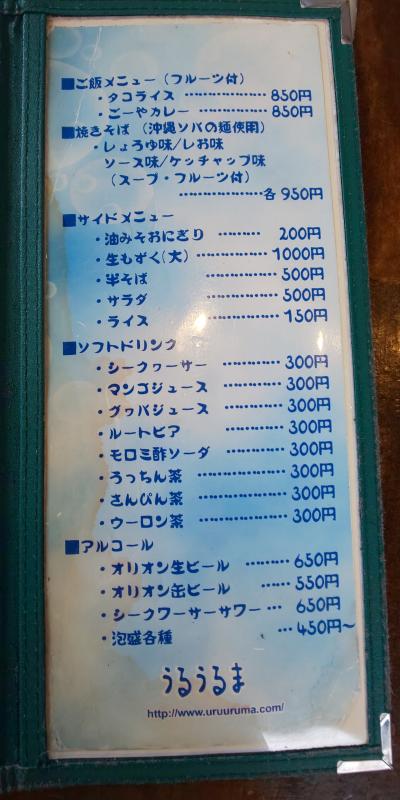 ■ご飯メニュー（フルーツ付）
・タコライス ……………… 850円
・ごーやカレー …………… 850円
■焼きそば （沖縄ソバの麺使用）
・しょうゆ味/しお味
ソース味/ケッチャップ味
（スープ・フルーツ付）
………………各 950円
■サイドメニュー
・油みそおにぎり ……… 200円
・生もずく(大) …………… 1000円
・半そば …………… 500円
・サラダ …………… 500円
・ライス …………… 150円
■ソフトドリンク
・シークヮーサー …………… 300円
・マンゴジュース …………… 300円
・グヮバジュース …………… 300円
・ルートビア …………… 300円
・モロミ酢ソーダ …………… 300円
・うっちん茶 ………………… 300円
・さんぴん茶 ………………… 300円
・ウーロン茶 ………………… 300円
■アルコール
・オリオン生ビール ……… 650円
・オリオン缶ビール …… 550円
・シークワーサーサワー … 650円
・泡盛各種 … 450円～
うるうるま
http://www.uruuruma.com/